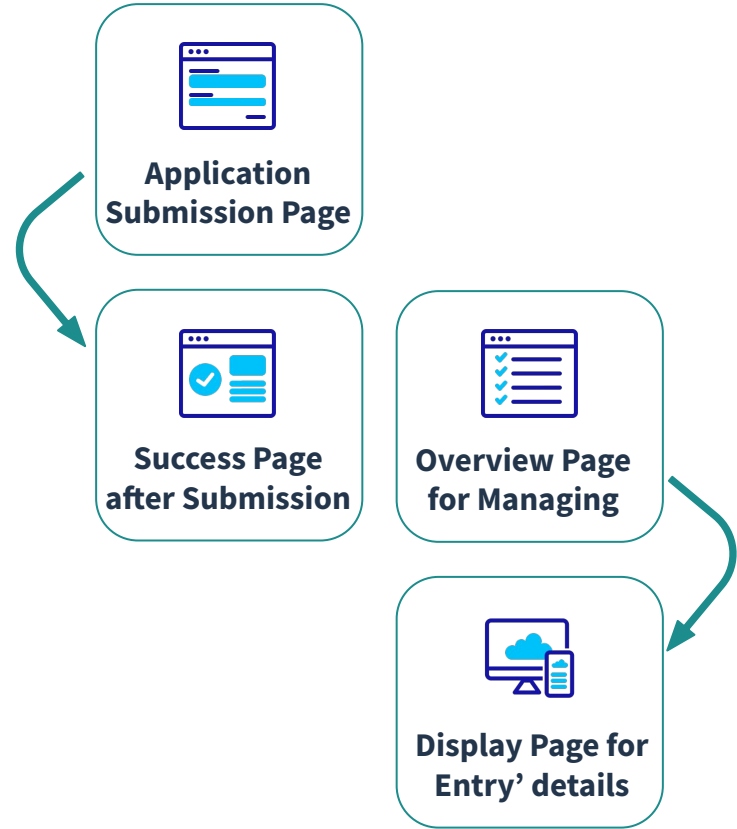 Application
Submission Page
Success Page
after Submission
Overview Page
for Managing
Display Page for
Entry’ details